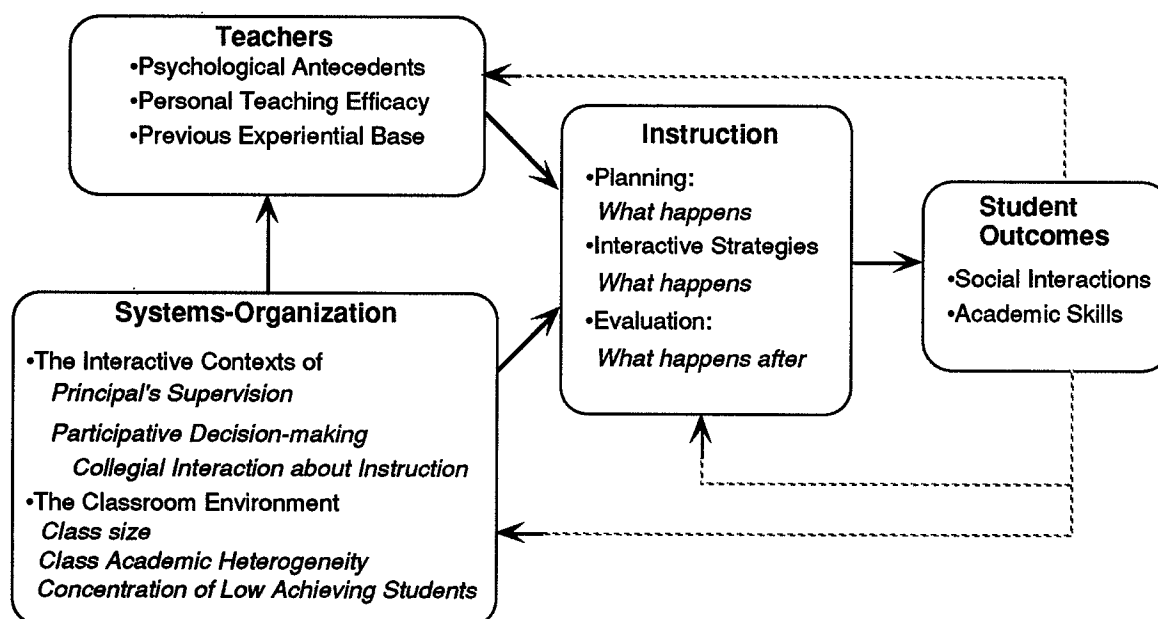 Teachers
•Psychological Antecedents
•Personal Teaching Efficacy
•Previous Experiential Base
Instruction
•Planning:
What happens
•Interactive Strategies
What happens
•Evaluation:
What happens after
Student
Outcomes
•Social Interactions
•Academic Skills
Systems-Organization
•The Interactive Contexts of
Principal's Supervision
Participative Decision-making
Collegial Interaction about Instruction
•The Classroom Environment
Class size
Class Academic Heterogeneity
Concentration of Low Achieving Students